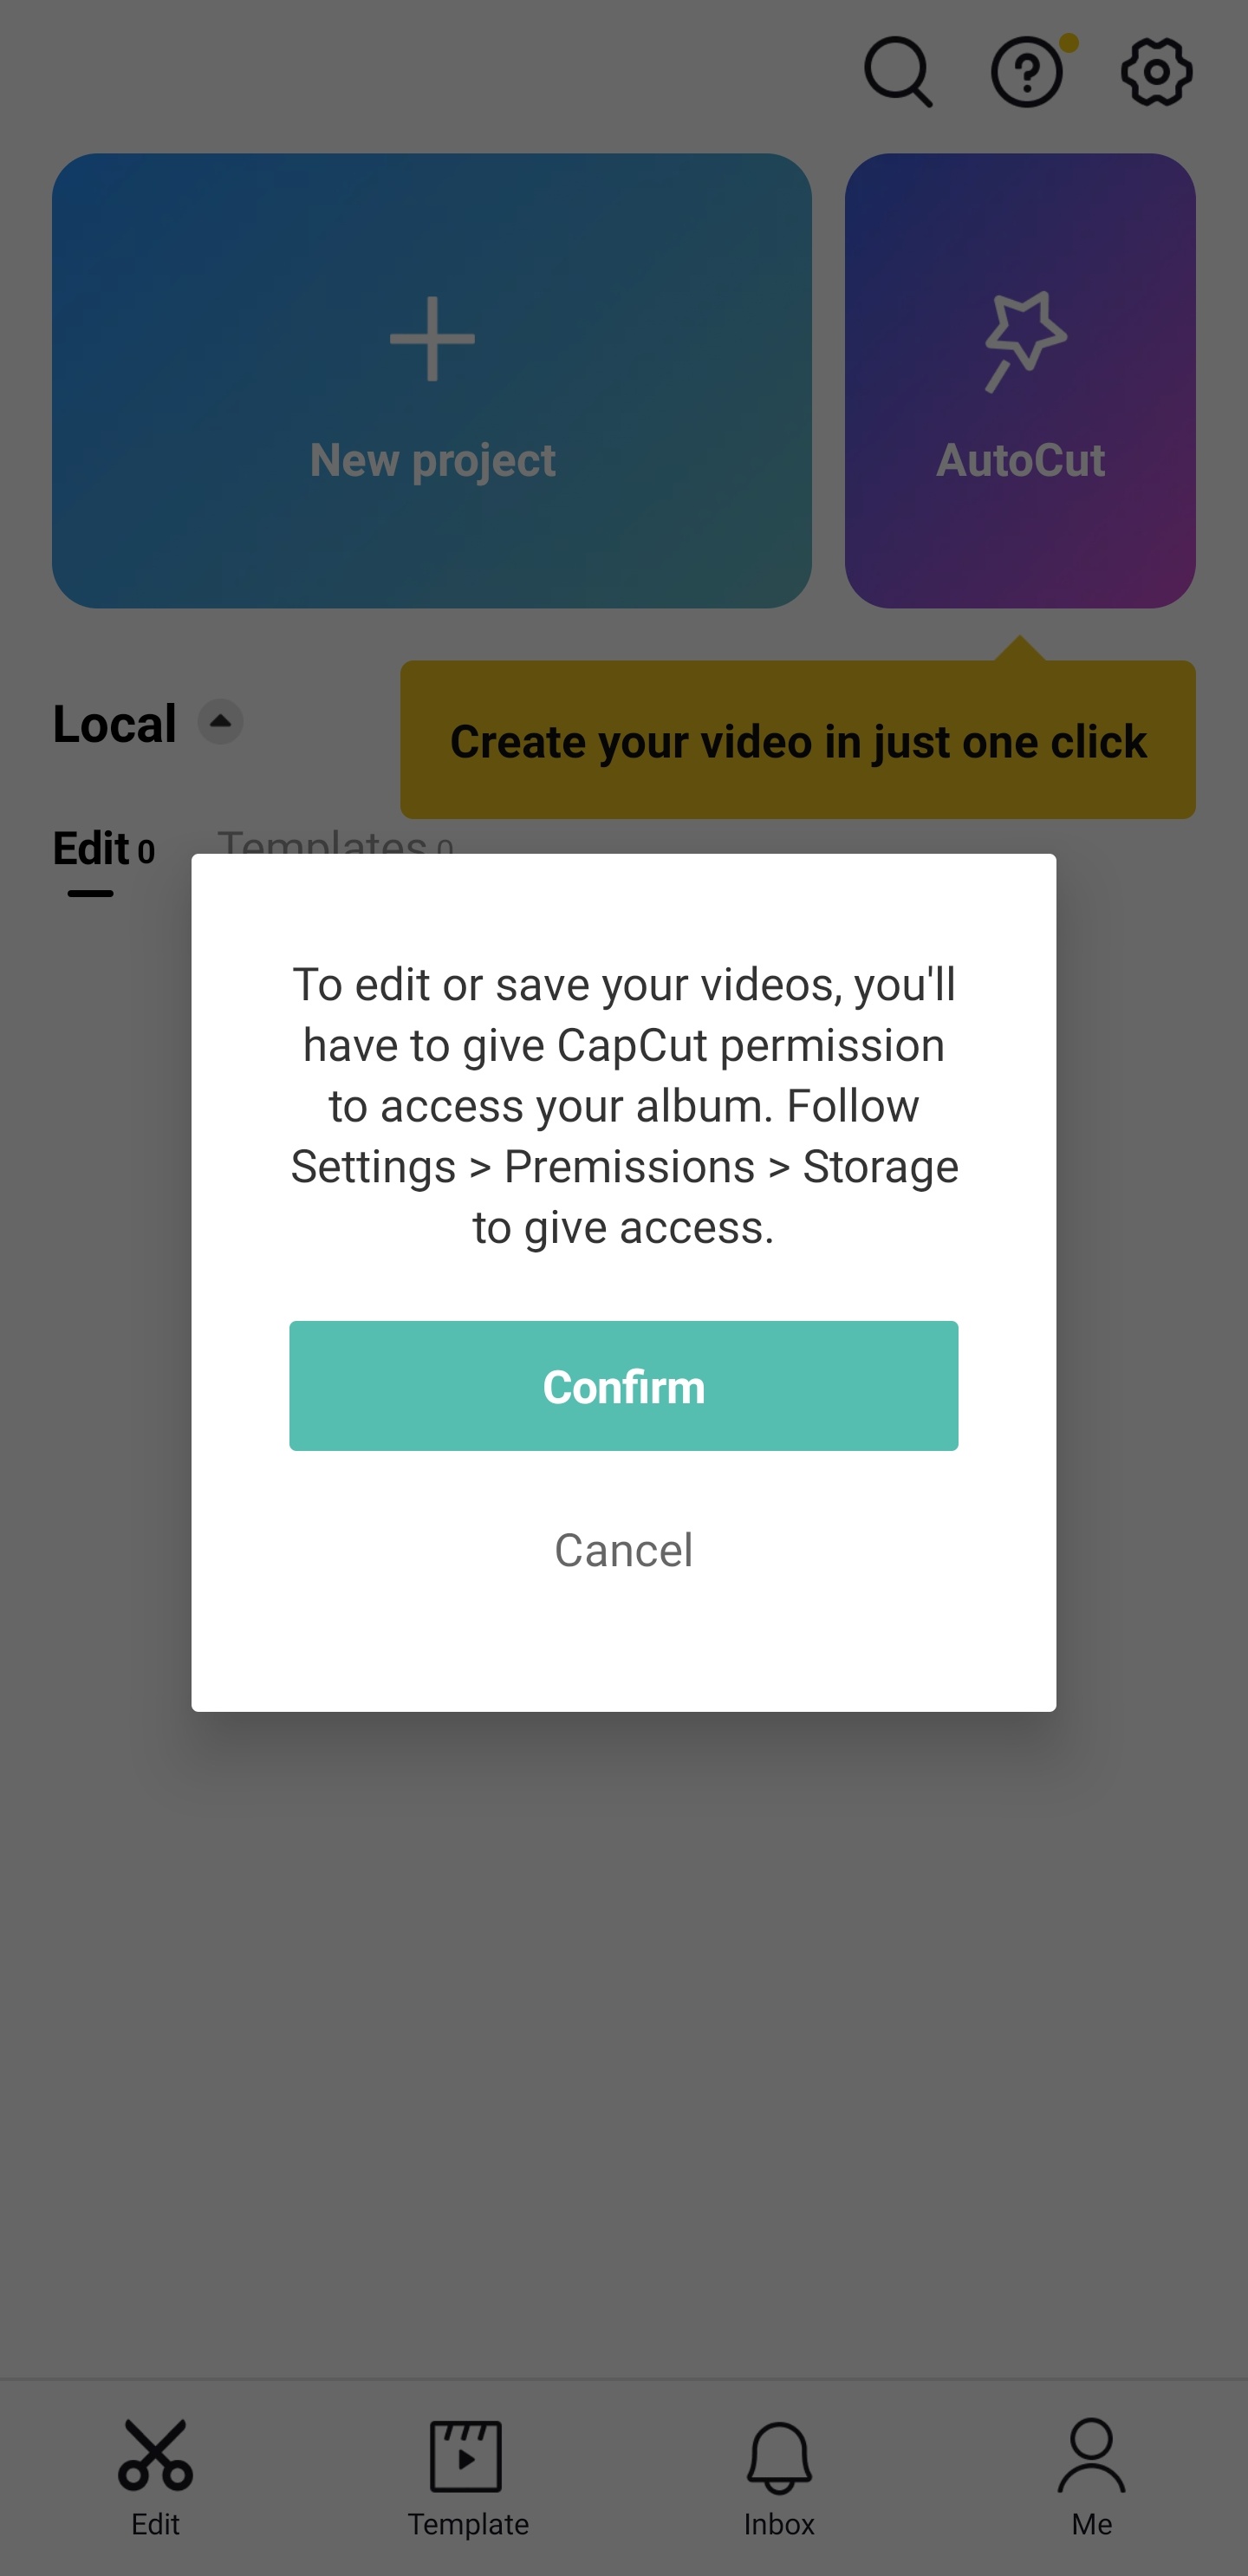 New project
AutoCut
Local
Create your video in just one click
Edit 0
Templates 0
To edit or save your videos, you'll
have to give CapCut permission
to access your album. Follow
Settings > Premissions > Storage
to give access.
Confirm
Cancel
Edit
Template
Inbox
Me